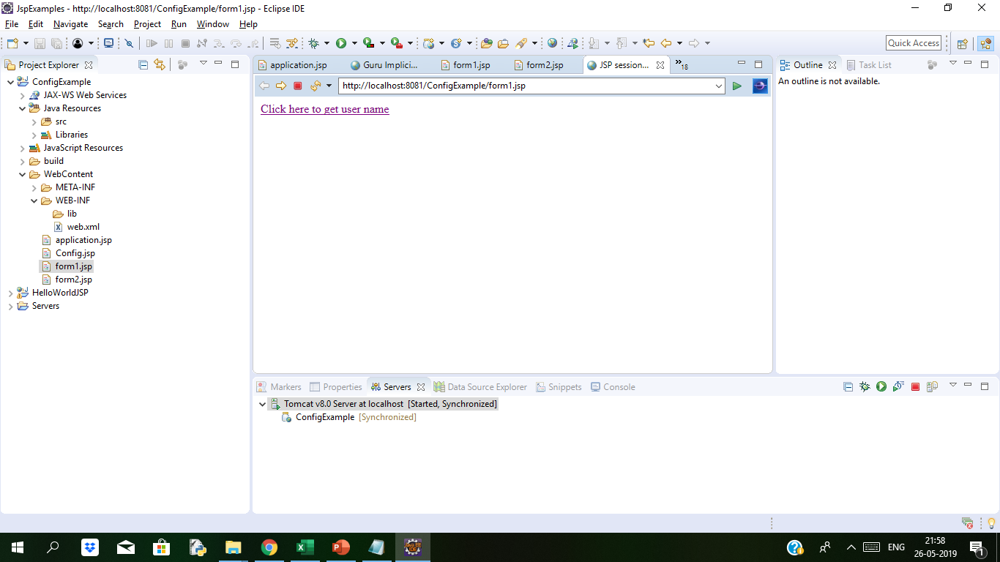 JspExamples - http://localhost:8081/ConfigExample/form1.jsp - Eclipse IDE
File Edit Navigate Search Project Run Window Help
Quick Access
Project Explorer
ConfigExample
JAX-WS Web Services
Java Resources
src
Libraries
JavaScript Resources
build
WebContent
META-INF
WEB-INF
lib
web.xml
application.jsp
Config.jsp
form1.jsp
form2.jsp
HelloWorldJSP
Servers
application.jsp Guru Implici... form1.jsp form2.jsp JSP session... »18
http://localhost:8081/ConfigExample/form1.jsp
Click here to get user name
Outline Task List
An outline is not available.
Markers Properties Servers Data Source Explorer Snippets Console
Tomcat v8.0 Server at localhost [Started, Synchronized]
ConfigExample [Synchronized]
ENG
21:58
26-05-2019
1